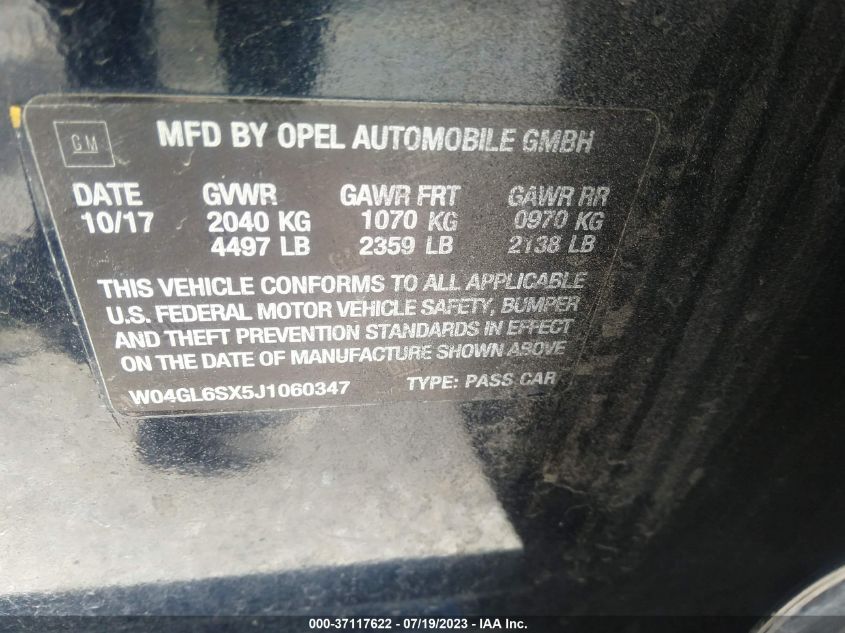 GM
MFD BY OPEL AUTOMOBILE GMBH
DATE GVWR GAWR FRT GAWR RR
10/17 2040 KG 1070 KG 0970 KG
4497 LB 2359 LB 2138 LB
THIS VEHICLE CONFORMS TO ALL APPLICABLE
U.S. FEDERAL MOTOR VEHICLE SAFETY, BUMPER
AND THEFT PREVENTION STANDARDS IN EFFECT
ON THE DATE OF MANUFACTURE SHOWN ABOVE
W04GL6SX5J1060347 TYPE: PASS CAR
000-37117622 - 07/19/2023 - IAA Inc.